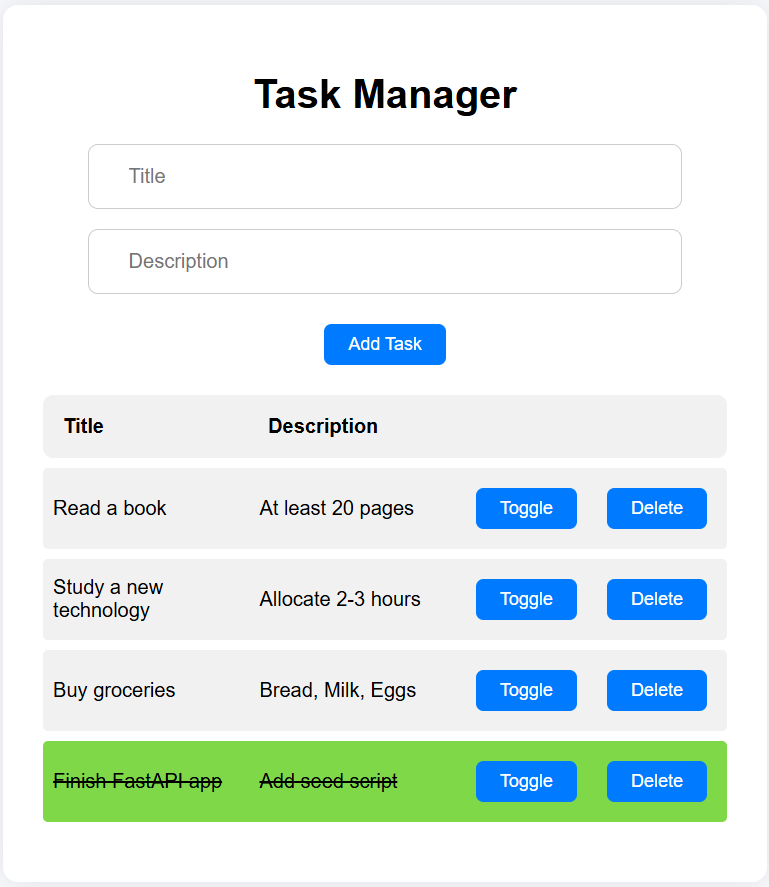 Task Manager
Title
Description
Add Task
Title Description
Read a book At least 20 pages Toggle Delete
Study a new
technology Allocate 2-3 hours Toggle Delete
Buy groceries Bread, Milk, Eggs Toggle Delete
Finish FastAPI app Add seed script Toggle Delete